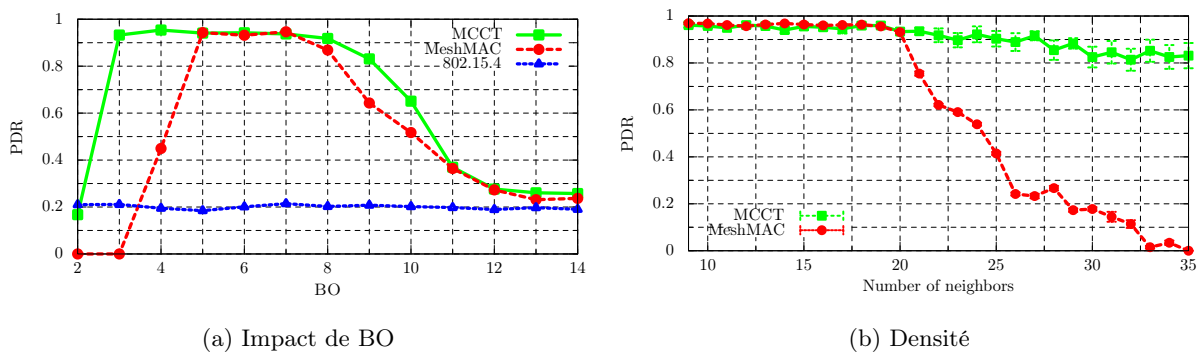 1
0.8
0.6
0.4
0.2
0
PDR
2 4 6 8 10 12 14
BO
MCCT
MeshMAC
802.15.4
(a) Impact de BO
1
0.8
0.6
0.4
0.2
0
PDR
10 15 20 25 30 35
Number of neighbors
MCCT
MeshMAC
(b) Densité